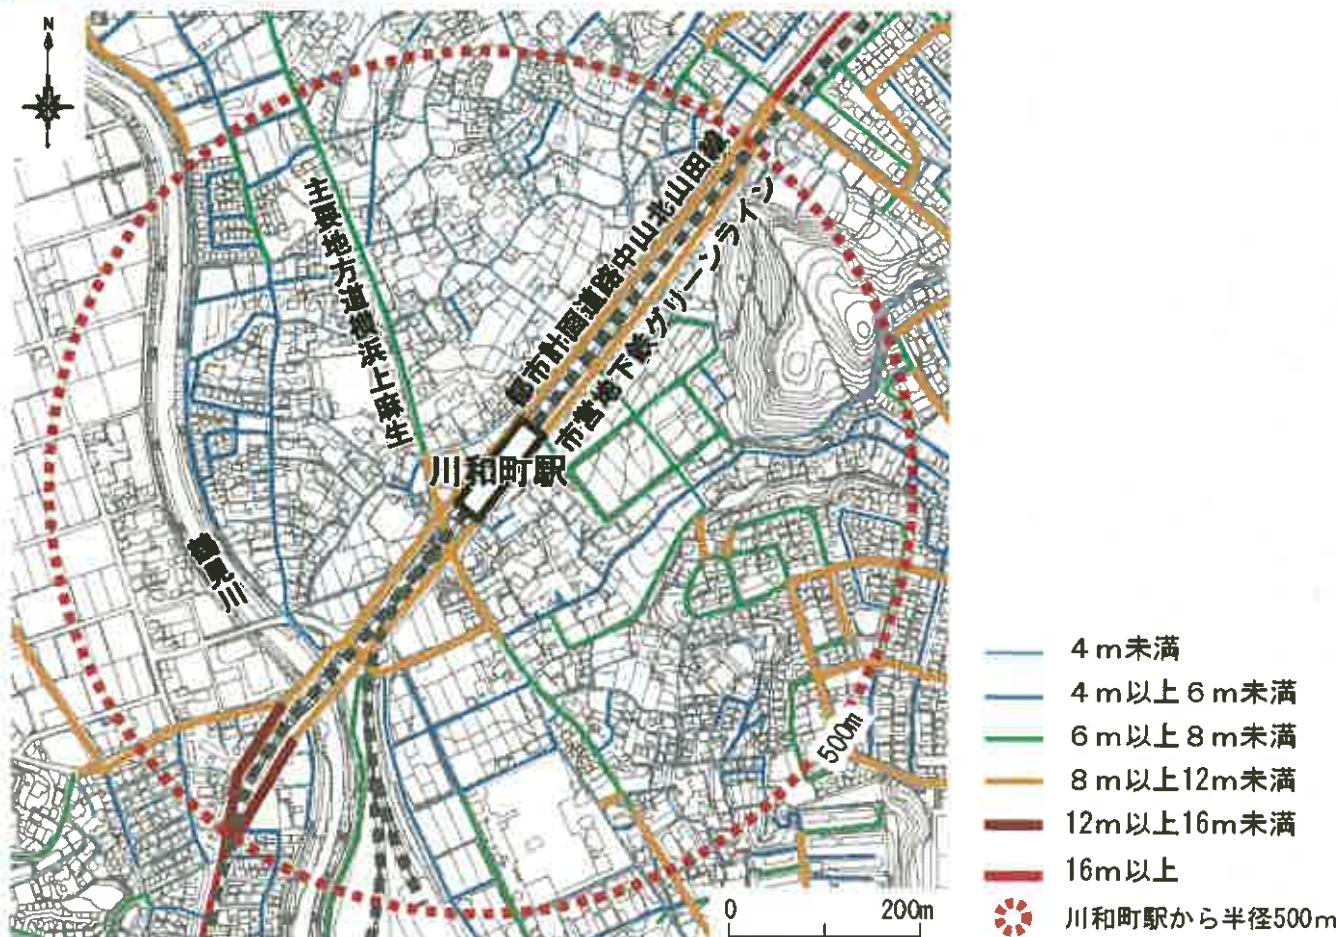 N
主要地方道横浜上麻生
都市計画道路中山北山田線
市営地下鉄グリーンライン
川和町駅
鶴見川
500m
0 200m
4m未満
4m以上6m未満
6m以上8m未満
8m以上12m未満
12m以上16m未満
16m以上
川和町駅から半径500m